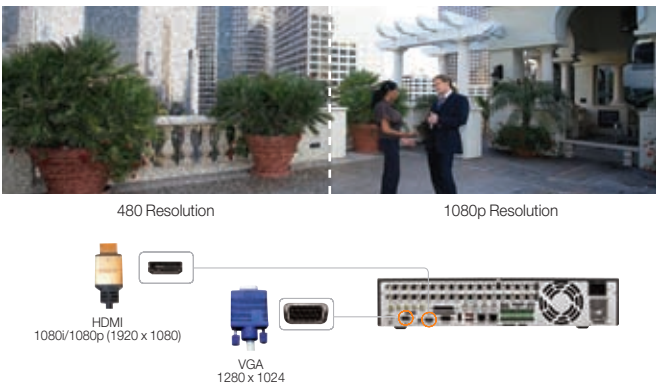 480 Resolution
1080p Resolution
HDMI
1080i/1080p (1920 x 1080)
VGA
1280 x 1024